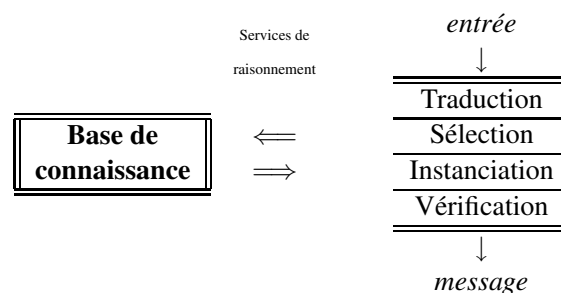 entrée
Services de
raisonnement
↓
Traduction
Base de
connaissance
⇐
⇒
Sélection
Instanciation
Vérification
↓
message